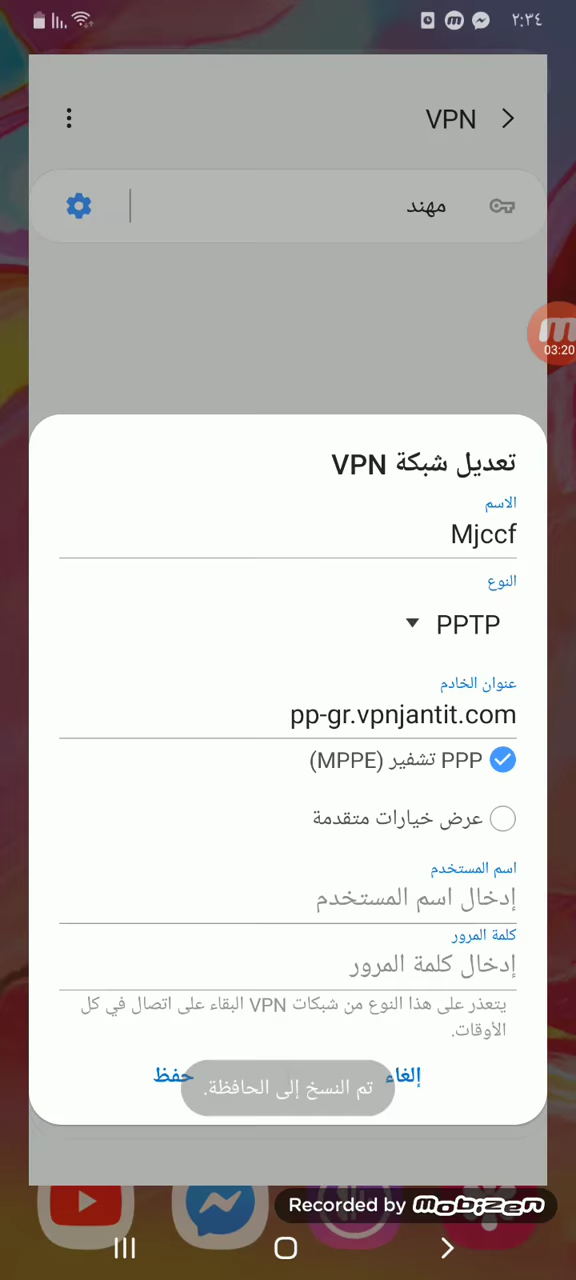 ٢:٣٤
VPN
مهند
03:20
تعديل شبكة VPN
الاسم
Mjccf
النوع
PPTP
عنوان الخادم
pp-gr.vpnjantit.com
PPP تشفير (MPPE)
عرض خيارات متقدمة
اسم المستخدم
إدخال اسم المستخدم
كلمة المرور
إدخال كلمة المرور
يتعذر على هذا النوع من شبكات VPN البقاء على اتصال في كل
الأوقات.
إلغاء حفظ
تم النسخ إلى الحافظة.
Recorded by mobizen